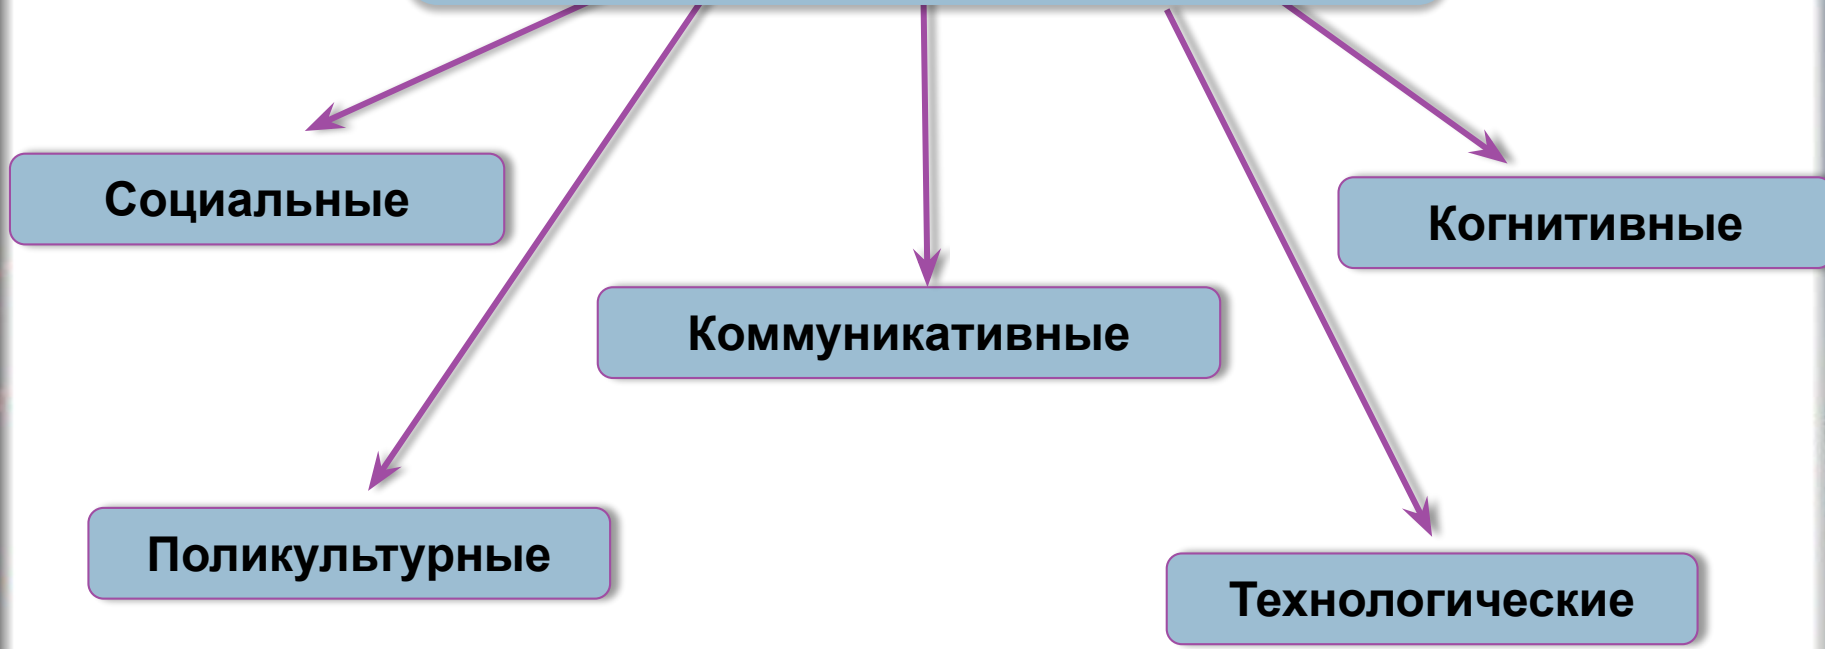 Социальные
Когнитивные
Коммуникативные
Поликультурные
Технологические